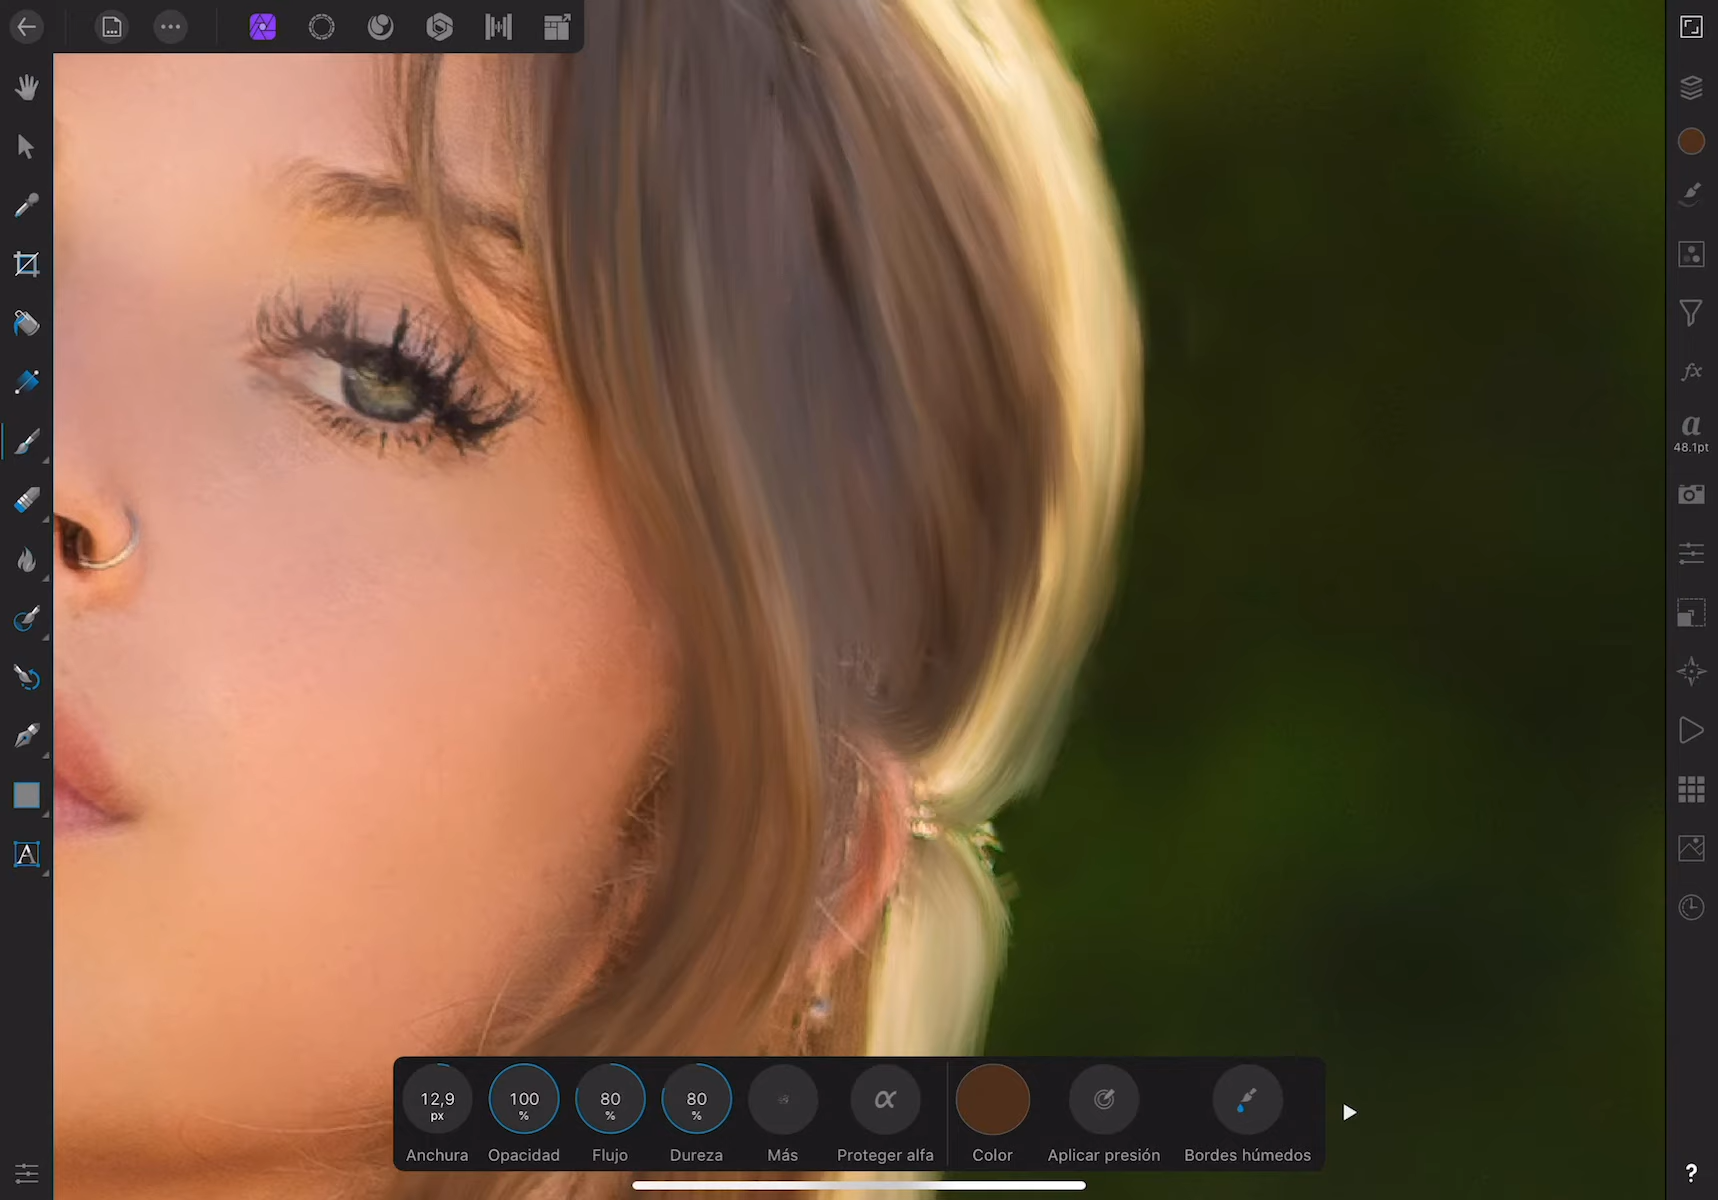 48.1pt
12,9
px
100
%
80
%
80
%
Anchura
Opacidad
Flujo
Dureza
Más
Proteger alfa
Color
Aplicar presión
Bordes húmedos
?